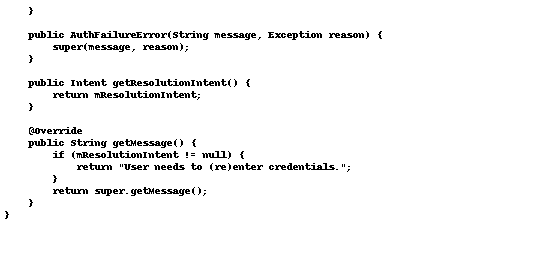 }

    public AuthFailureError(String message, Exception reason) {
        super(message, reason);
    }

    public Intent getResolutionIntent() {
        return mResolutionIntent;
    }

    @Override
    public String getMessage() {
        if (mResolutionIntent != null) {
            return "User needs to (re)enter credentials.";
        }
        return super.getMessage();
    }
}